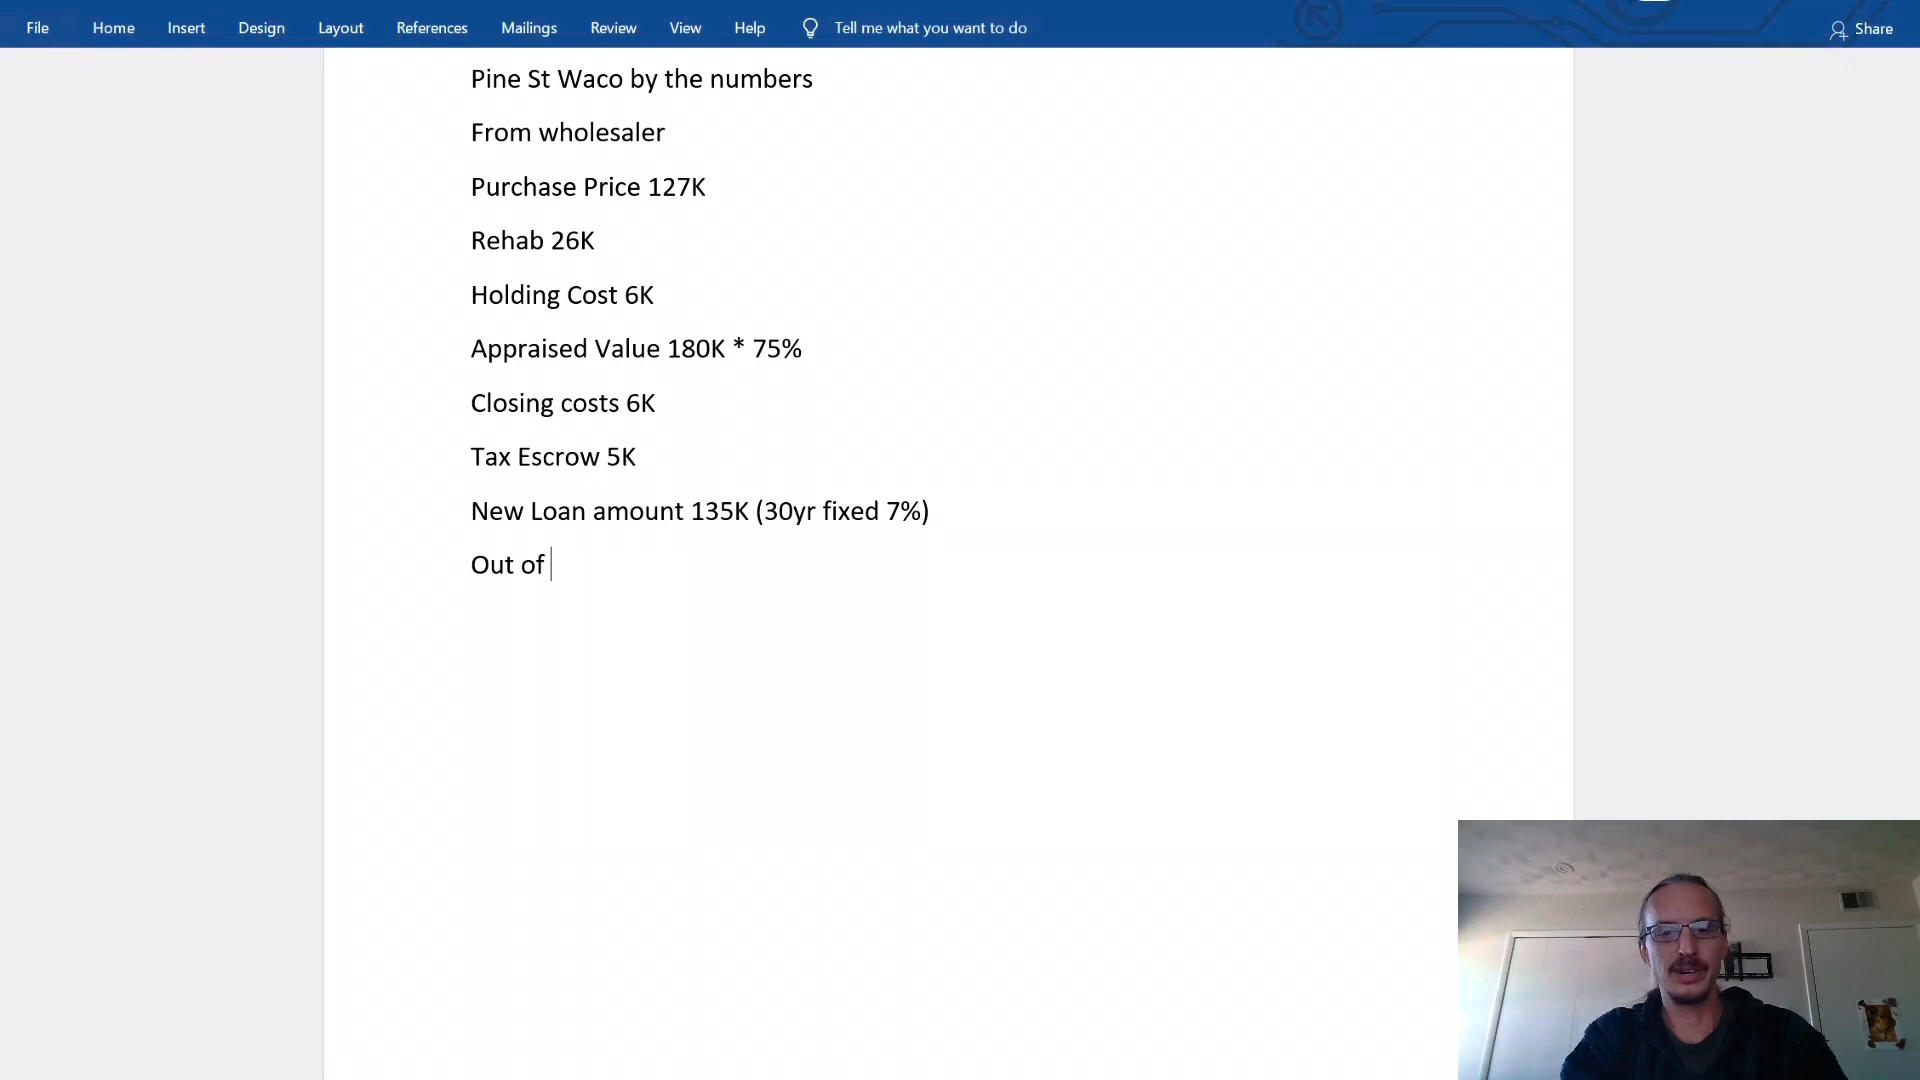 File Home Insert Design Layout References Mailings Review View Help Tell me what you want to do Share
Pine St Waco by the numbers
From wholesaler
Purchase Price 127K
Rehab 26K
Holding Cost 6K
Appraised Value 180K * 75%
Closing costs 6K
Tax Escrow 5K
New Loan amount 135K (30yr fixed 7%)
Out of